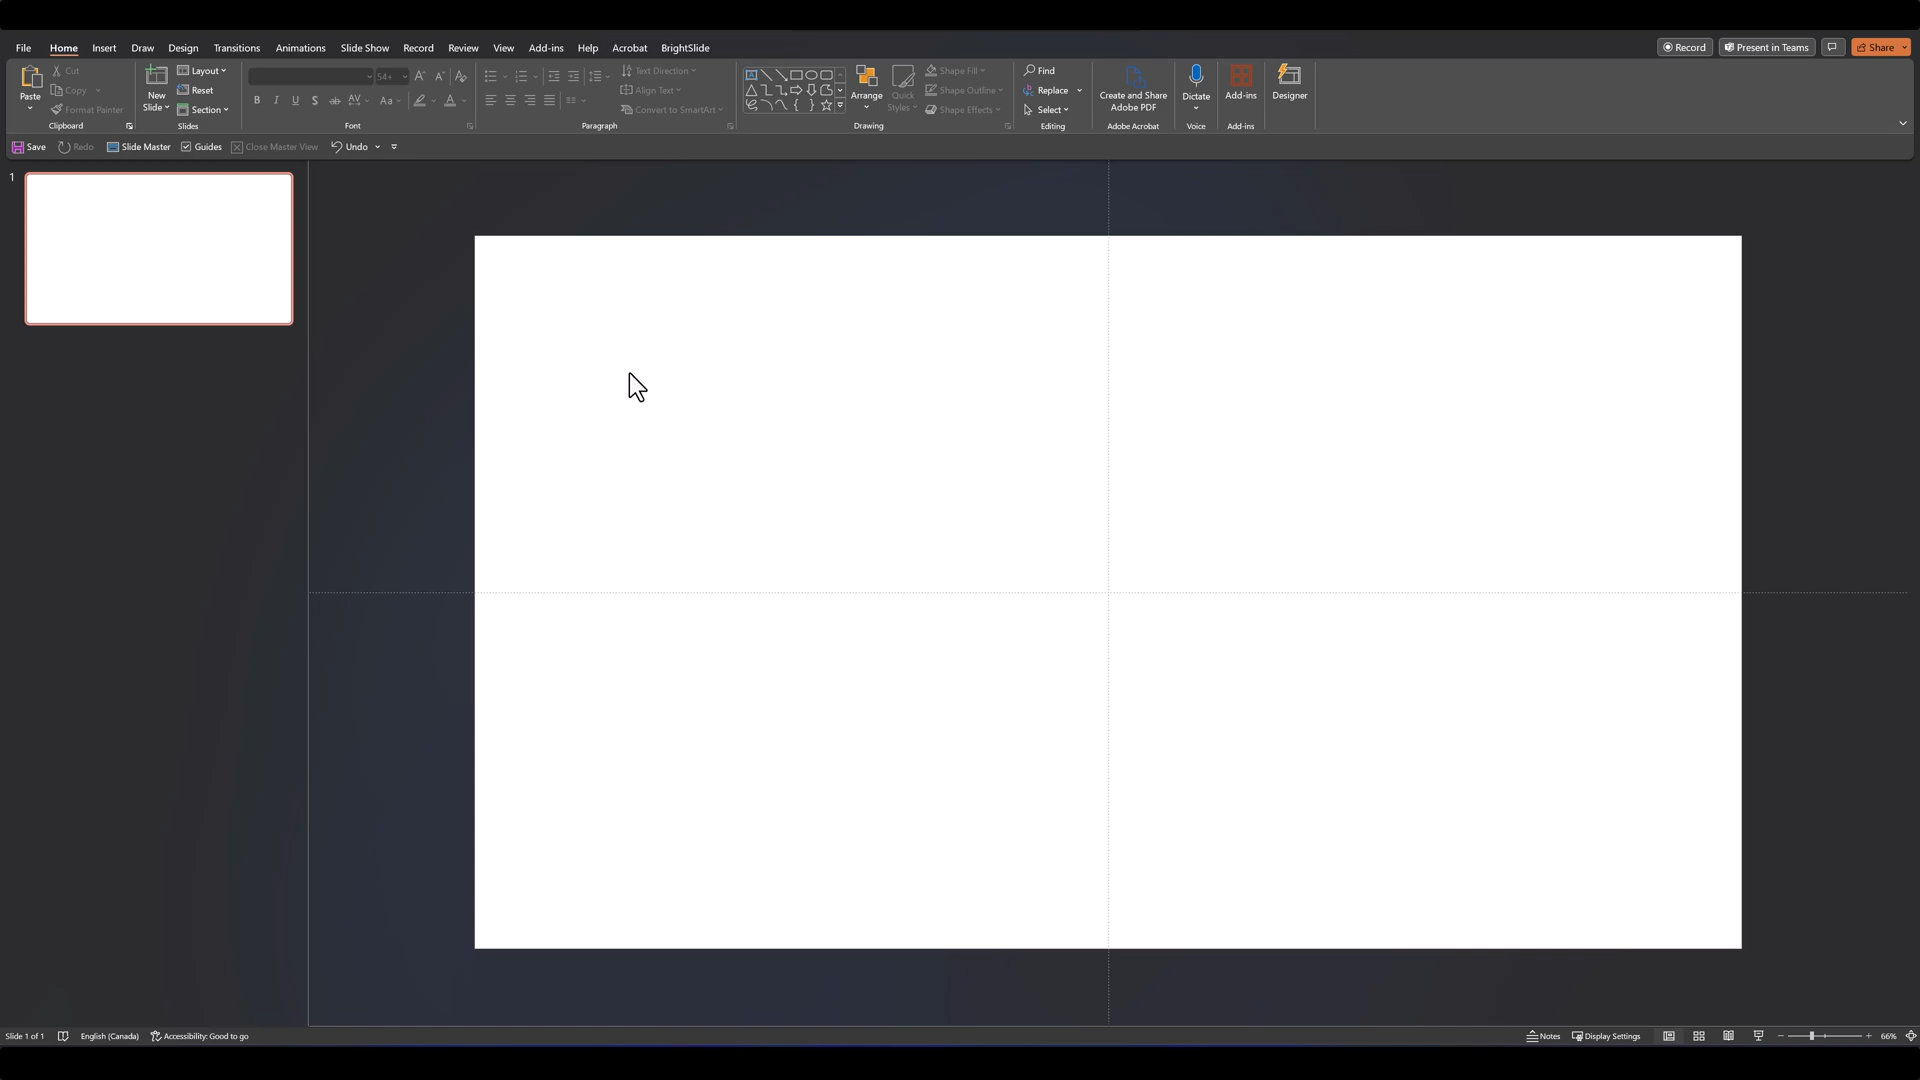 File Home Insert Draw Design Transitions Animations Slide Show Record Review View Add-ins Help Acrobat BrightSlide Record Present in Teams Share
Paste Cut Copy Format Painter Clipboard
New Slide Layout Reset Section Slides
54+ A A A
B I U S ab AV Aa A Font
Text Direction Align Text Convert to SmartArt Paragraph
A Arrange Quick Styles Shape Fill Shape Outline Shape Effects Drawing
Find Replace Select Editing
Create and Share Adobe PDF Adobe Acrobat
Dictate Voice
Add-ins Add-ins
Designer
Save Redo Slide Master Guides Close Master View Undo
1
Slide 1 of 1 English (Canada) Accessibility: Good to go Notes Display Settings 66%